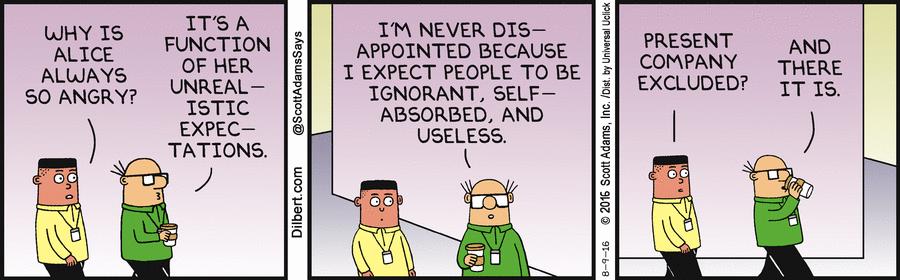 WHY IS
ALICE
ALWAYS
SO ANGRY?
IT'S A
FUNCTION
OF HER
UNREAL-
ISTIC
EXPEC-
TATIONS.
Dilbert.com @ScottAdamsSays
I'M NEVER DIS-
APPOINTED BECAUSE
I EXPECT PEOPLE TO BE
IGNORANT, SELF-
ABSORBED, AND
USELESS.
8-9-16 © 2016 Scott Adams, Inc. /Dist. by Universal Uclick
PRESENT
COMPANY
EXCLUDED?
AND
THERE
IT IS.